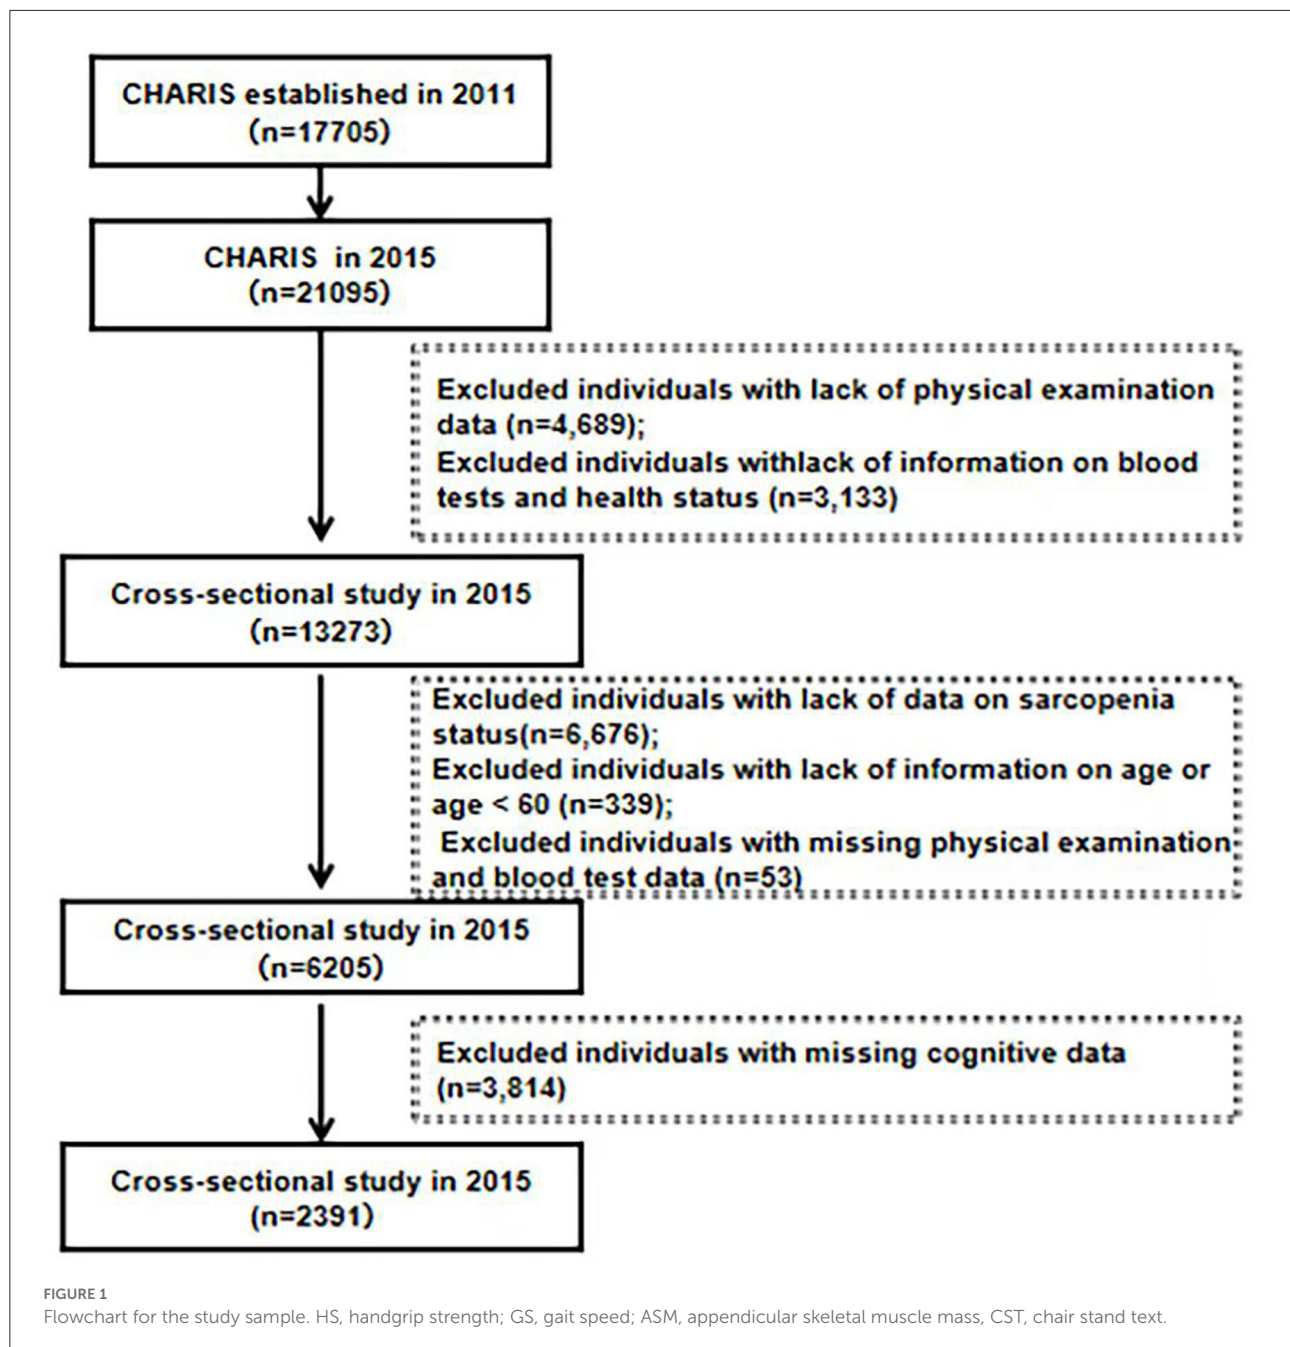 CHARIS established in 2011
(n=17705)
CHARIS in 2015
(n=21095)
Excluded individuals with lack of physical examination
data (n=4,689);
Excluded individuals withlack of information on blood
tests and health status (n=3,133)
Cross-sectional study in 2015
(n=13273)
Excluded individuals with lack of data on sarcopenia
status(n=6,676);
Excluded individuals with lack of information on age or
age < 60 (n=339);
Excluded individuals with missing physical examination
and blood test data (n=53)
Cross-sectional study in 2015
(n=6205)
Excluded individuals with missing cognitive data
(n=3,814)
Cross-sectional study in 2015
(n=2391)
FIGURE 1
Flowchart for the study sample. HS, handgrip strength; GS, gait speed; ASM, appendicular skeletal muscle mass, CST, chair stand text.